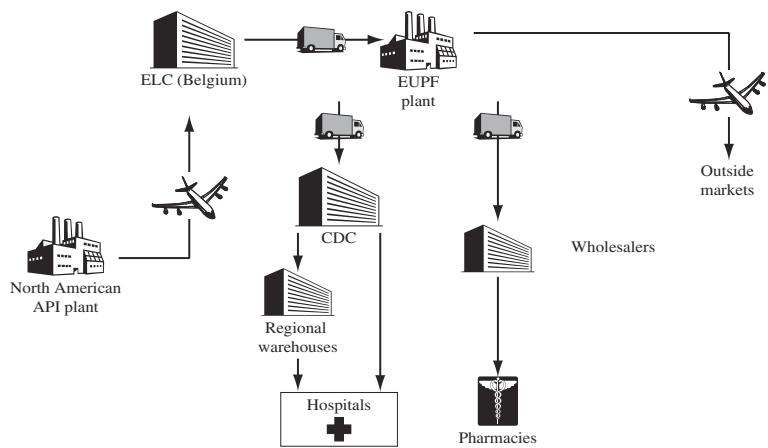 ELC (Belgium)
EUPF
plant
Outside
markets
CDC
Wholesalers
North American
API plant
Regional
warehouses
Hospitals
Pharmacies